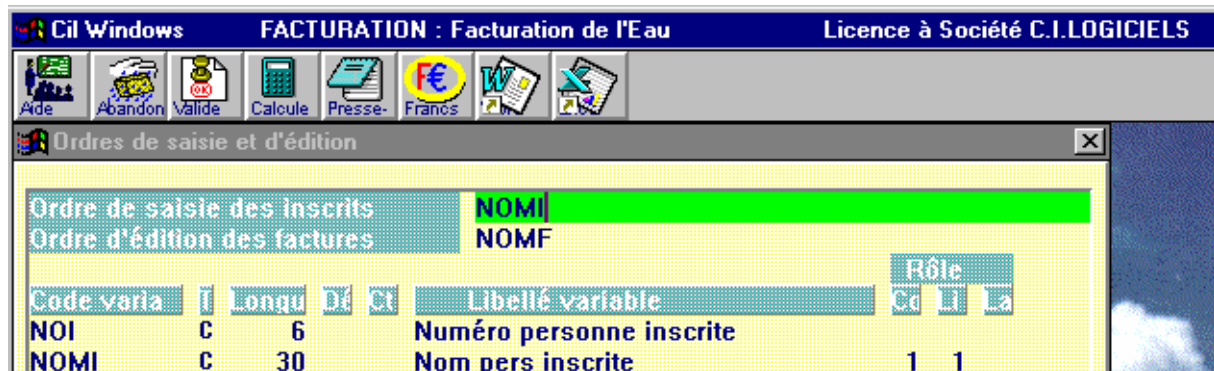 Cil Windows FACTURATION : Facturation de l'Eau Licence à Société C.I.LOGICIELS
Aide Abandon Valide Calcule Presse- Francs
Ordres de saisie et d'édition
Ordre de saisie des inscrits NOMI
Ordre d'édition des factures NOMF
Rôle
Code varia T Longu Dé Ct Libellé variable Co Li La
NOI C 6 Numéro personne inscrite
NOMI C 30 Nom pers inscrite 1 1